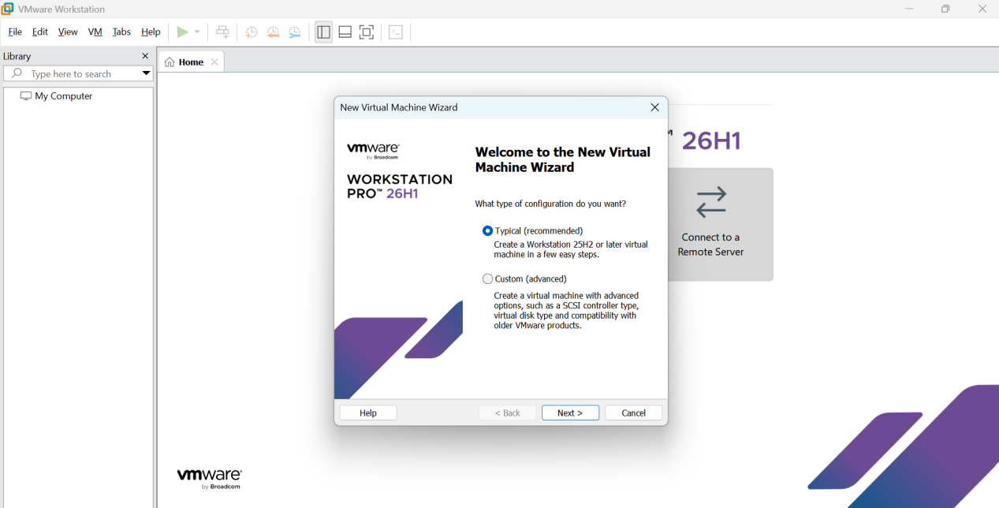 VMware Workstation
File Edit View VM Tabs Help
Library
Type here to search
My Computer
Home
26H1
Connect to a
Remote Server
vmware®
by Broadcom
New Virtual Machine Wizard
vmware®
by Broadcom
WORKSTATION
PRO™ 26H1
Welcome to the New Virtual
Machine Wizard
What type of configuration do you want?
Typical (recommended)
Create a Workstation 25H2 or later virtual
machine in a few easy steps.
Custom (advanced)
Create a virtual machine with advanced
options, such as a SCSI controller type,
virtual disk type and compatibility with
older VMware products.
Help < Back Next > Cancel